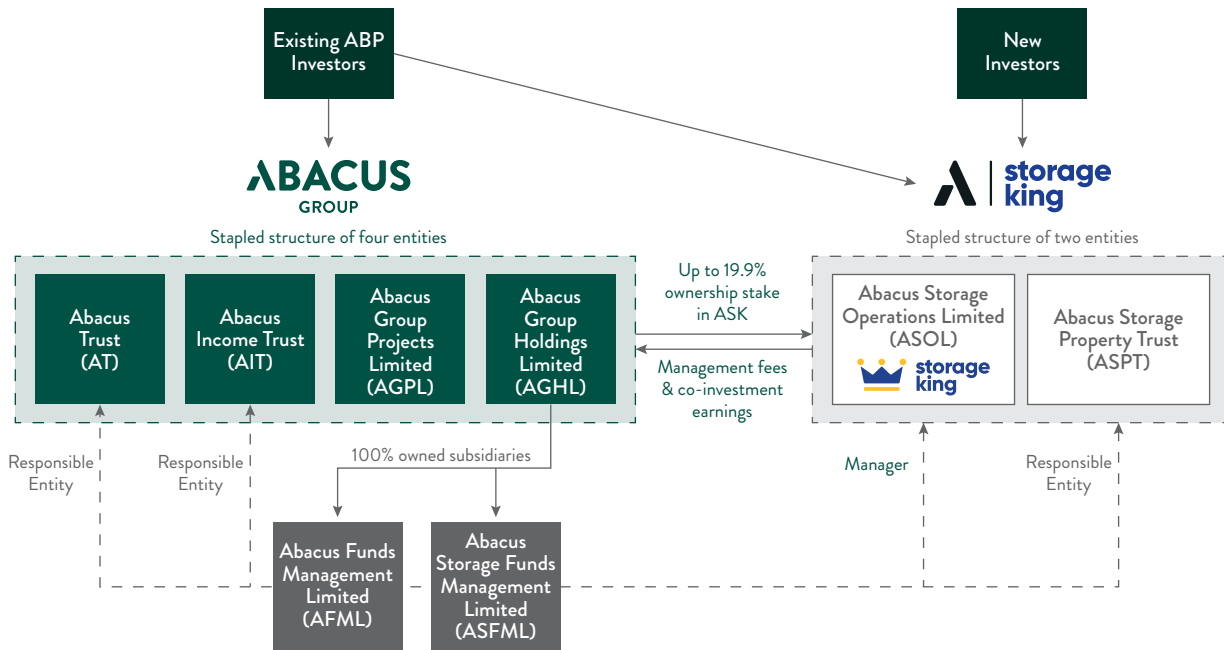 Existing ABP
Investors
New
Investors
ABACUS
GROUP
storage
king
Stapled structure of four entities
Stapled structure of two entities
Abacus
Trust
(AT)
Abacus
Income Trust
(AIT)
Abacus
Group
Projects
Limited
(AGPL)
Abacus
Group
Holdings
Limited
(AGHL)
Up to 19.9%
ownership stake
in ASK
Management fees
& co-investment
earnings
Abacus Storage
Operations Limited
(ASOL)
storage
king
Abacus Storage
Property Trust
(ASPT)
Responsible
Entity
Responsible
Entity
100% owned subsidiaries
Manager
Responsible
Entity
Abacus Funds
Management
Limited
(AFML)
Abacus
Storage Funds
Management
Limited
(ASFML)